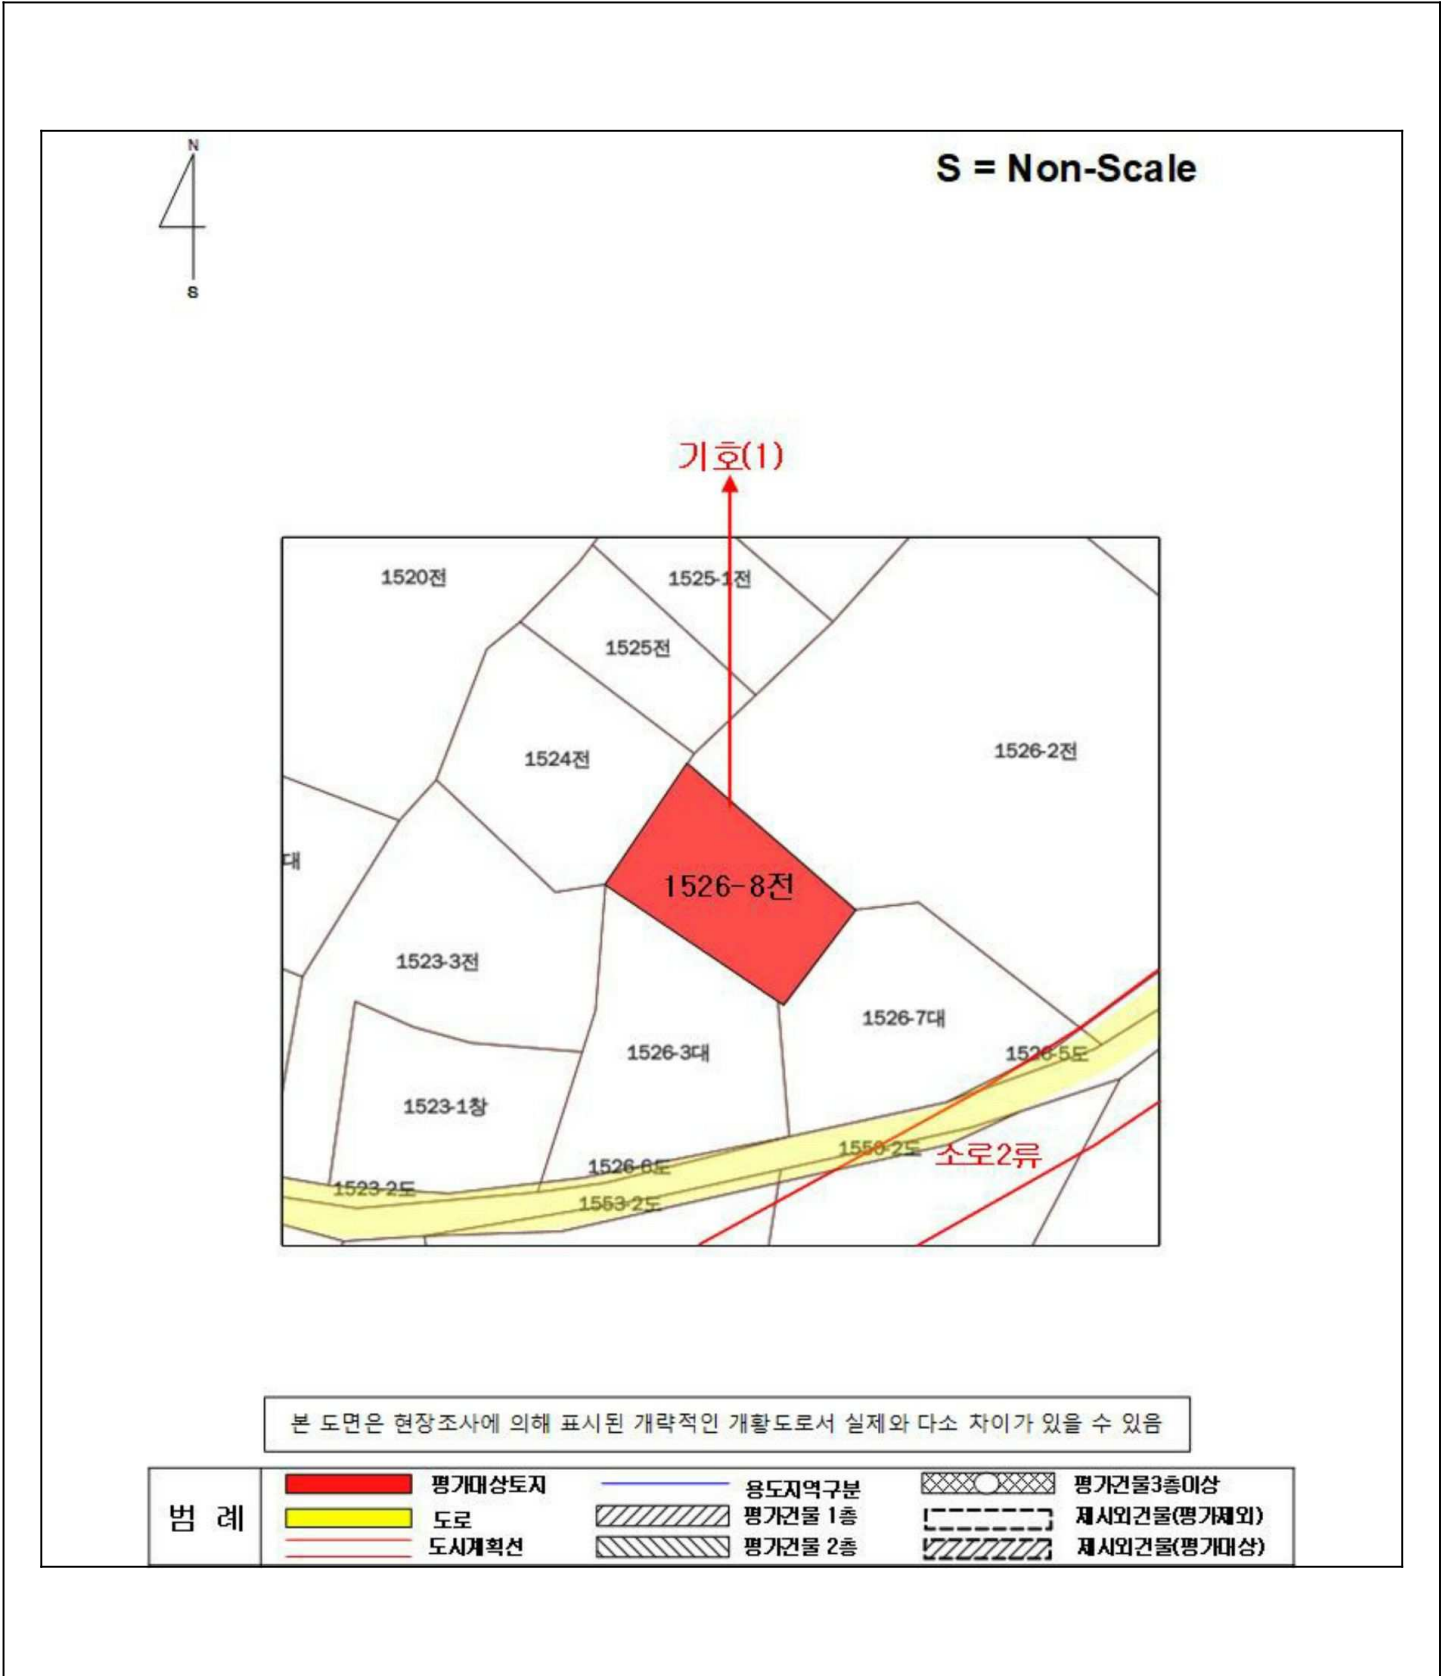 N
S = Non-Scale
S
기호(1)
1520전
1525-1전
1525전
1524전
1526-2전
대
1526-8전
1523-3전
1526-7대
1526-3대
1526-5도
1523-1창
1550-2도
소로2류
1526-6도
1523-2도
1553-2도
본 도면은 현장조사에 의해 표시된 개략적인 개황도로서 실제와 다소 차이가 있을 수 있음
범 례
평가대상토지
용도지역구분
평가건물3층이상
도로
평가건물 1층
제시외건물(평가제외)
도시계획선
평가건물 2층
제시외건물(평가대상)